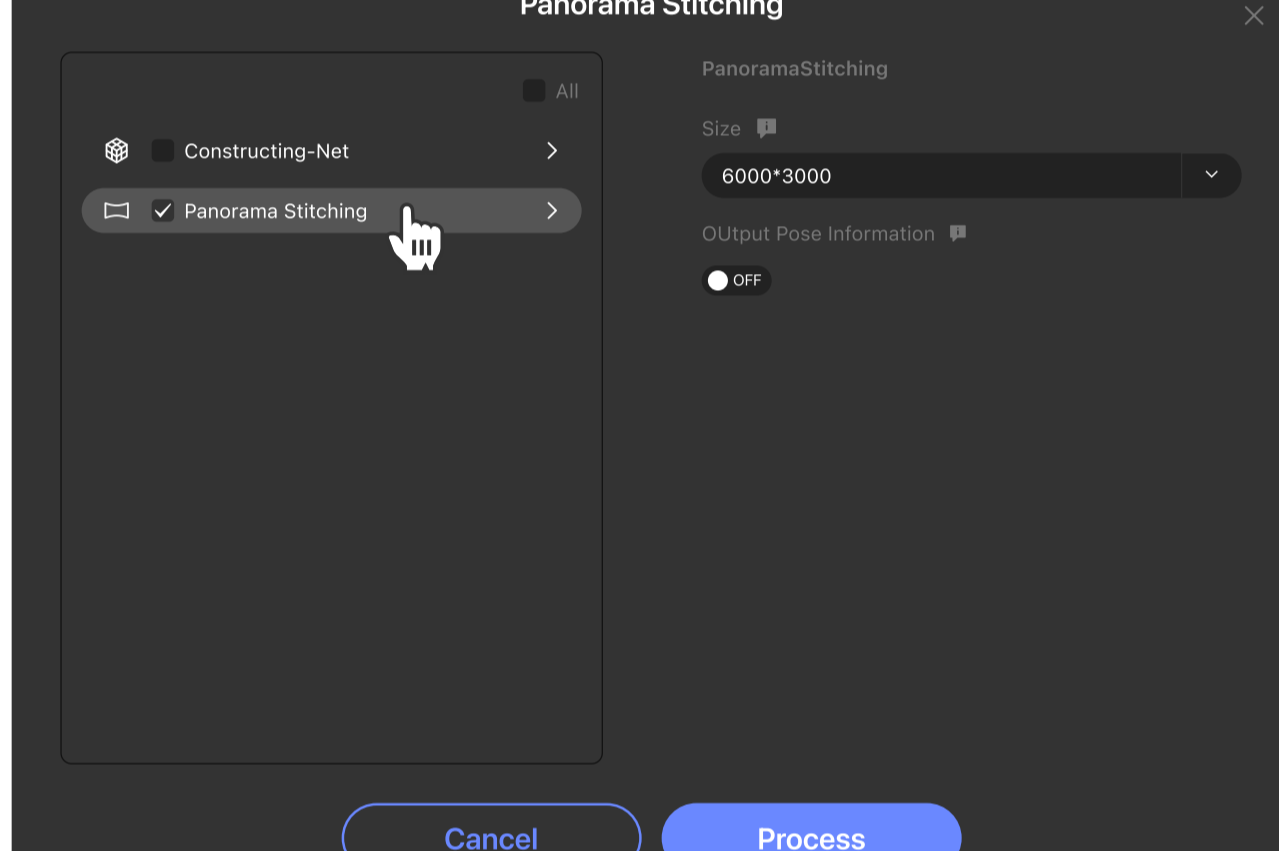 Panorama Stitching
All
Constructing-Net
Panorama Stitching
PanoramaStitching
Size
6000*3000
OUtput Pose Information
OFF
Cancel
Process